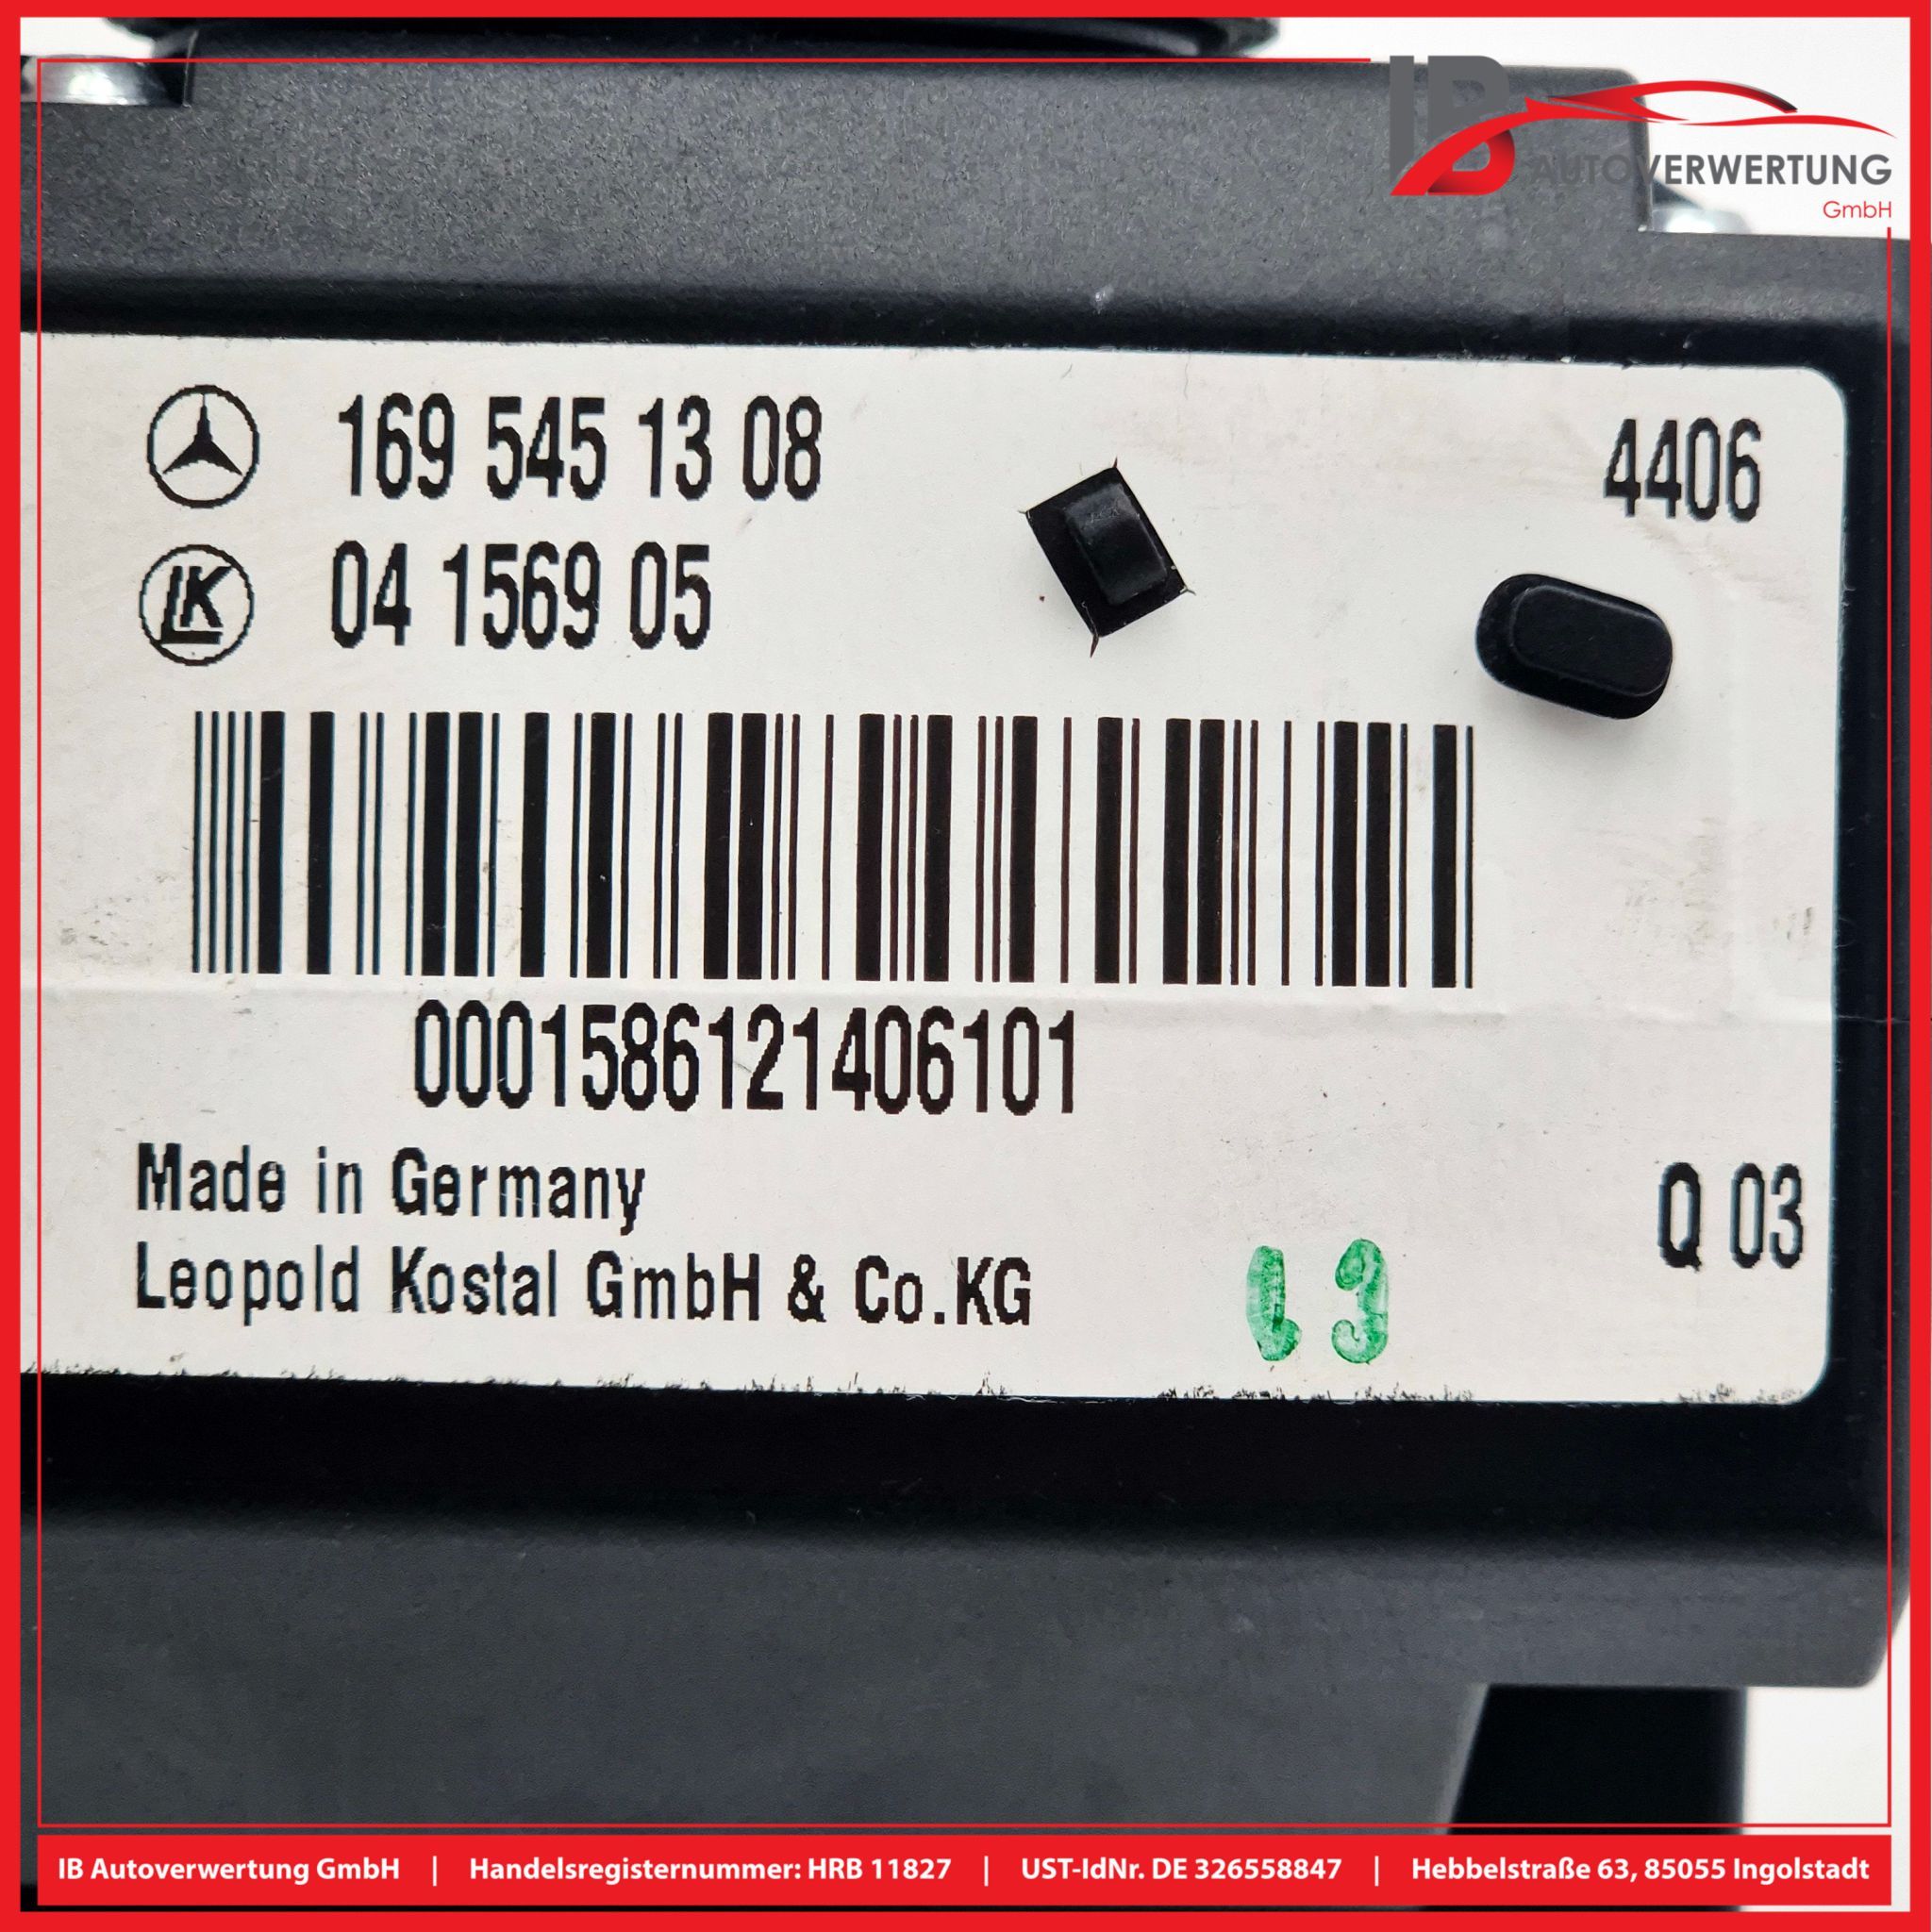 IB
AUTOVERWERTUNG
GmbH
169 545 13 08
4406
LK
04 1569 05
0001586121406101
Made in Germany
Q 03
Leopold Kostal GmbH & Co.KG
IB Autoverwertung GmbH | Handelsregisternummer: HRB 11827 | UST-IdNr. DE 326558847 | Hebbelstraße 63, 85055 Ingolstadt